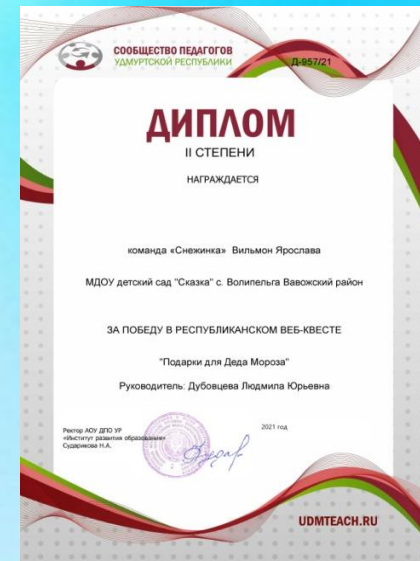 СООБЩЕСТВО ПЕДАГОГОВ
УДМУРТСКОЙ РЕСПУБЛИКИ
Д-957/21
ДИПЛОМ
II СТЕПЕНИ
НАГРАЖДАЕТСЯ
команда «Снежинка» Вильмон Ярослава
МДОУ детский сад "Сказка" с. Волипельга Вавожский район
ЗА ПОБЕДУ В РЕСПУБЛИКАНСКОМ ВЕБ-КВЕСТЕ
"Подарки для Деда Мороза"
Руководитель: Дубовцева Людмила Юрьевна
Ректор АОУ ДПО УР
«Институт развития образования»
Сударикова Н.А.
2021 год
UDMTEACH.RU